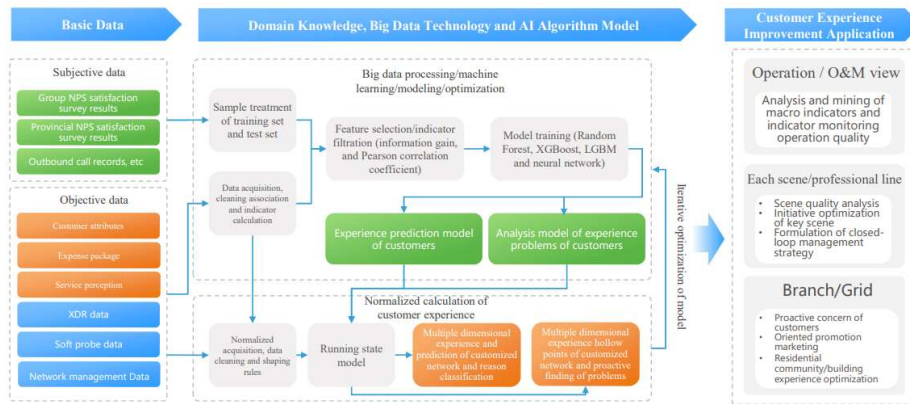 Basic Data
Domain Knowledge, Big Data Technology and AI Algorithm Model
Customer Experience
Improvement Application
Subjective data
Group NPS satisfaction
survey results
Provincial NPS satisfaction
survey results
Outbound call records, etc
Objective data
Customer attributes
Expense package
Service perception
XDR data
Soft probe data
Network management Data
Big data processing/machine
learning/modeling/optimization
Sample treatment
of training set
and test set
Data acquisition,
cleaning association
and indicator
calculation
Feature selection/indicator
filtration (information gain,
and Pearson correlation
coefficient)
Model training (Random
Forest, XGBoost, LGBM
and neural network)
Experience prediction model
of customers
Analysis model of experience
problems of customers
Normalized calculation of
customer experience
Normalized
acquisition, data
cleaning and shaping
rules
Running state
model
Multiple dimensional
experience and
prediction of customized
network and reason
classification
Multiple dimensional
experience hollow
points of customized
network and proactive
finding of problems
Iterative optimization of model
Operation / O&M view
Analysis and mining of
macro indicators and
indicator monitoring
operation quality
Each scene/professional line
• Scene quality analysis
• Initiative optimization of
key scene
• Formulation of closed-
loop management
strategy
Branch/Grid
• Proactive concern of
customers
• Oriented promotion
marketing
• Residential
community/building
experience optimization